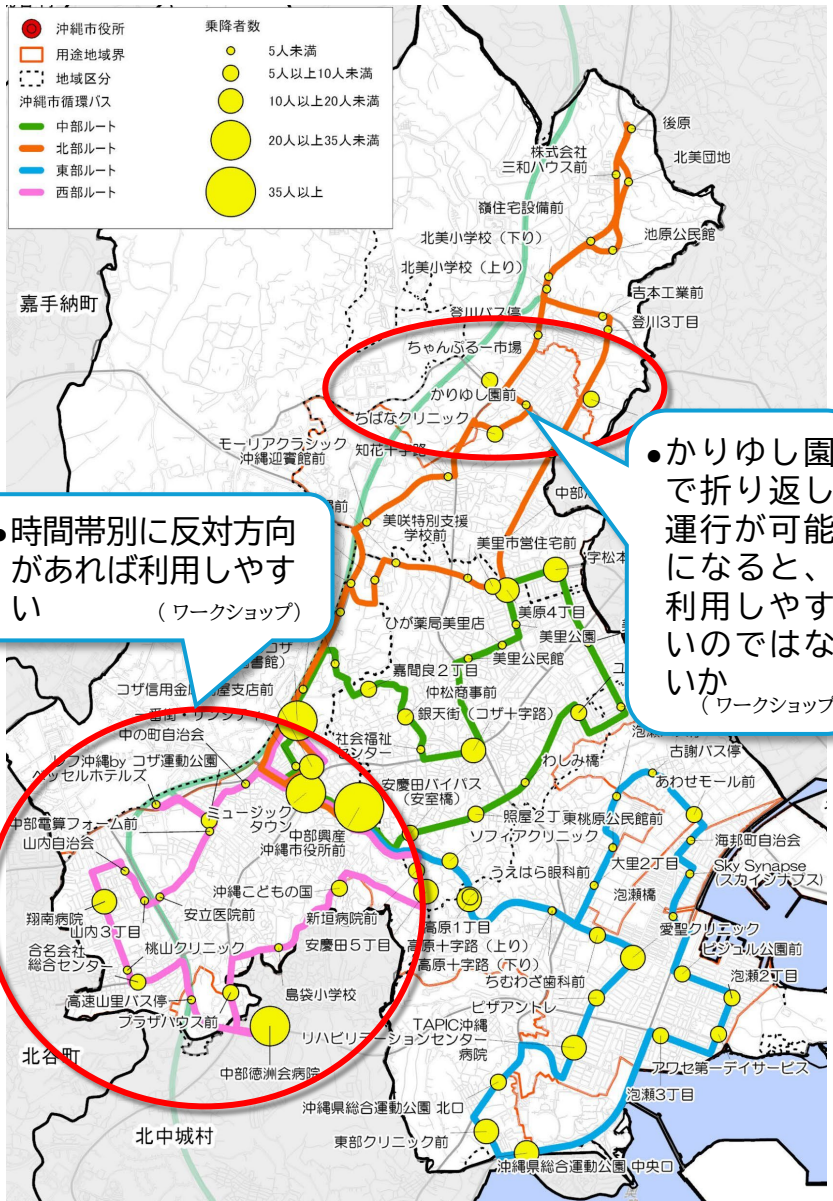 沖縄市役所
用途地域界
地域区分
沖縄市循環バス
中部ルート
北部ルート
東部ルート
西部ルート
乗降者数
5人未満
5人以上10人未満
10人以上20人未満
20人以上35人未満
35人以上
後原
株式会社
三和ハウス前
北美団地
嶺住宅設備前
北美小学校（下り）
池原公民館
北美小学校（上り）
吉本工業前
嘉手納町
登川バス停
登川3丁目
ちゃんぷるー市場
かりゆし園前
ちばなクリニック
モーリアクラシック
沖縄迎賓館前
知花十字路
•かりゆし園
で折り返し
運行が可能
になると、
利用しやす
いのではな
いか
（ワークショップ
•時間帯別に反対方向
があれば利用しやす
い
（ワークショップ）
美咲特別支援
学校前
美里市営住宅前
ひが薬局美里店
美原4丁目
美里公園
美里公民館
嘉間良2丁目
コザ信用金庫
屋支店前
仲松商事前
銀天街（コザ十字路）
中の町自治会
社会福祉
センター
わしみ橋
古謝バス停
レフ沖縄by コザ運動公園
ベッセルホテルズ
安慶田バイパス
（安室橋）
あわせモール前
中部電算フォーム前
ミュージック
タウン
照屋2丁
東桃原公民館前
山内自治会
中部興産
沖縄市役所前
ソフィアクリニック
海邦町自治会
大里2丁目
Sky Synapse
（スカイシナプス）
うえはら眼科前
泡瀬橋
沖縄こどもの国
翔南病院
安立医院前
新垣病院前
高原1丁目
愛聖クリニック
山内3丁目
高原十字路（上り）
ビジュル公園前
合名会社
総合センター
桃山クリニック
安慶田5丁目
高原十字路（下り）
泡瀬2丁目
ちむわざ歯科前
高速山里バス停
島袋小学校
ピザアントレ
プラザハウス前
リハビリテーションセンター
TAPIC沖縄
病院
北谷町
中部徳洲会病院
アワセ第一デイサービス
泡瀬3丁目
沖縄県総合運動公園 北口
北中城村
東部クリニック前
沖縄県総合運動公園 中央口